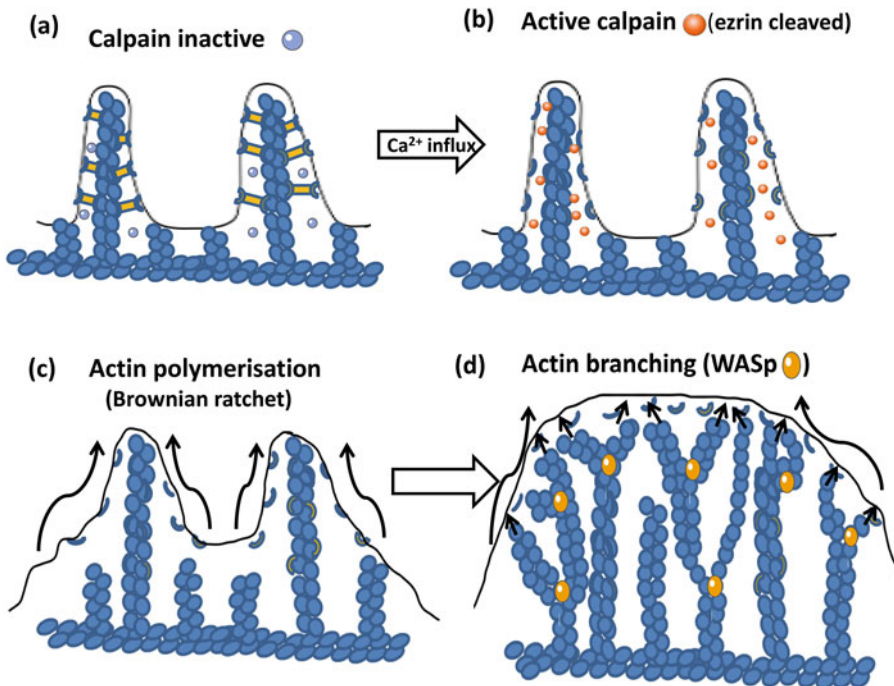 (a)
Calpain inactive
(b)
Active calpain (ezrin cleaved)
Ca²⁺ influx
(c)
Actin polymerisation
(Brownian ratchet)
(d)
Actin branching (WASp )